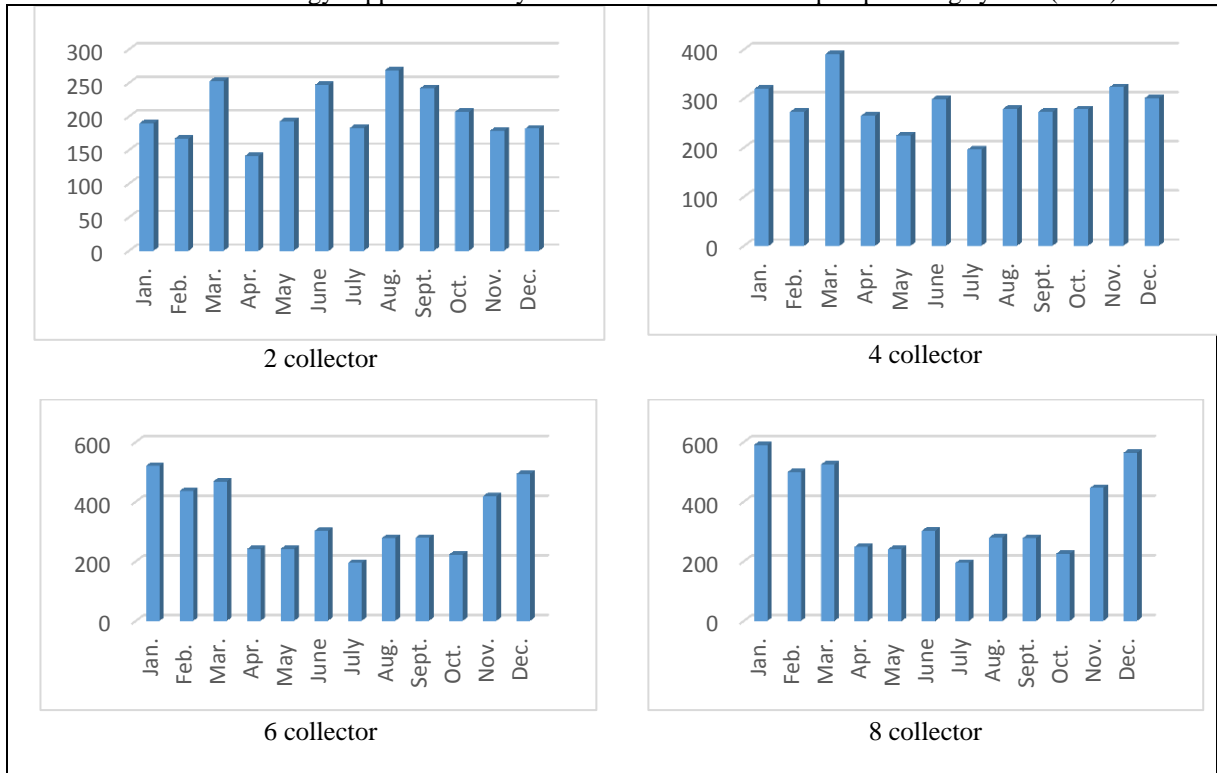 300
250
200
150
100
50
0
Jan.
Feb.
Mar.
Apr.
May
June
July
Aug.
Sept.
Oct.
Nov.
Dec.
2 collector
400
300
200
100
0
Jan.
Feb.
Mar.
Apr.
May
June
July
Aug.
Sept.
Oct.
Nov.
Dec.
4 collector
600
400
200
0
Jan.
Feb.
Mar.
Apr.
May
June
July
Aug.
Sept.
Oct.
Nov.
Dec.
6 collector
600
400
200
0
Jan.
Feb.
Mar.
Apr.
May
June
July
Aug.
Sept.
Oct.
Nov.
Dec.
8 collector